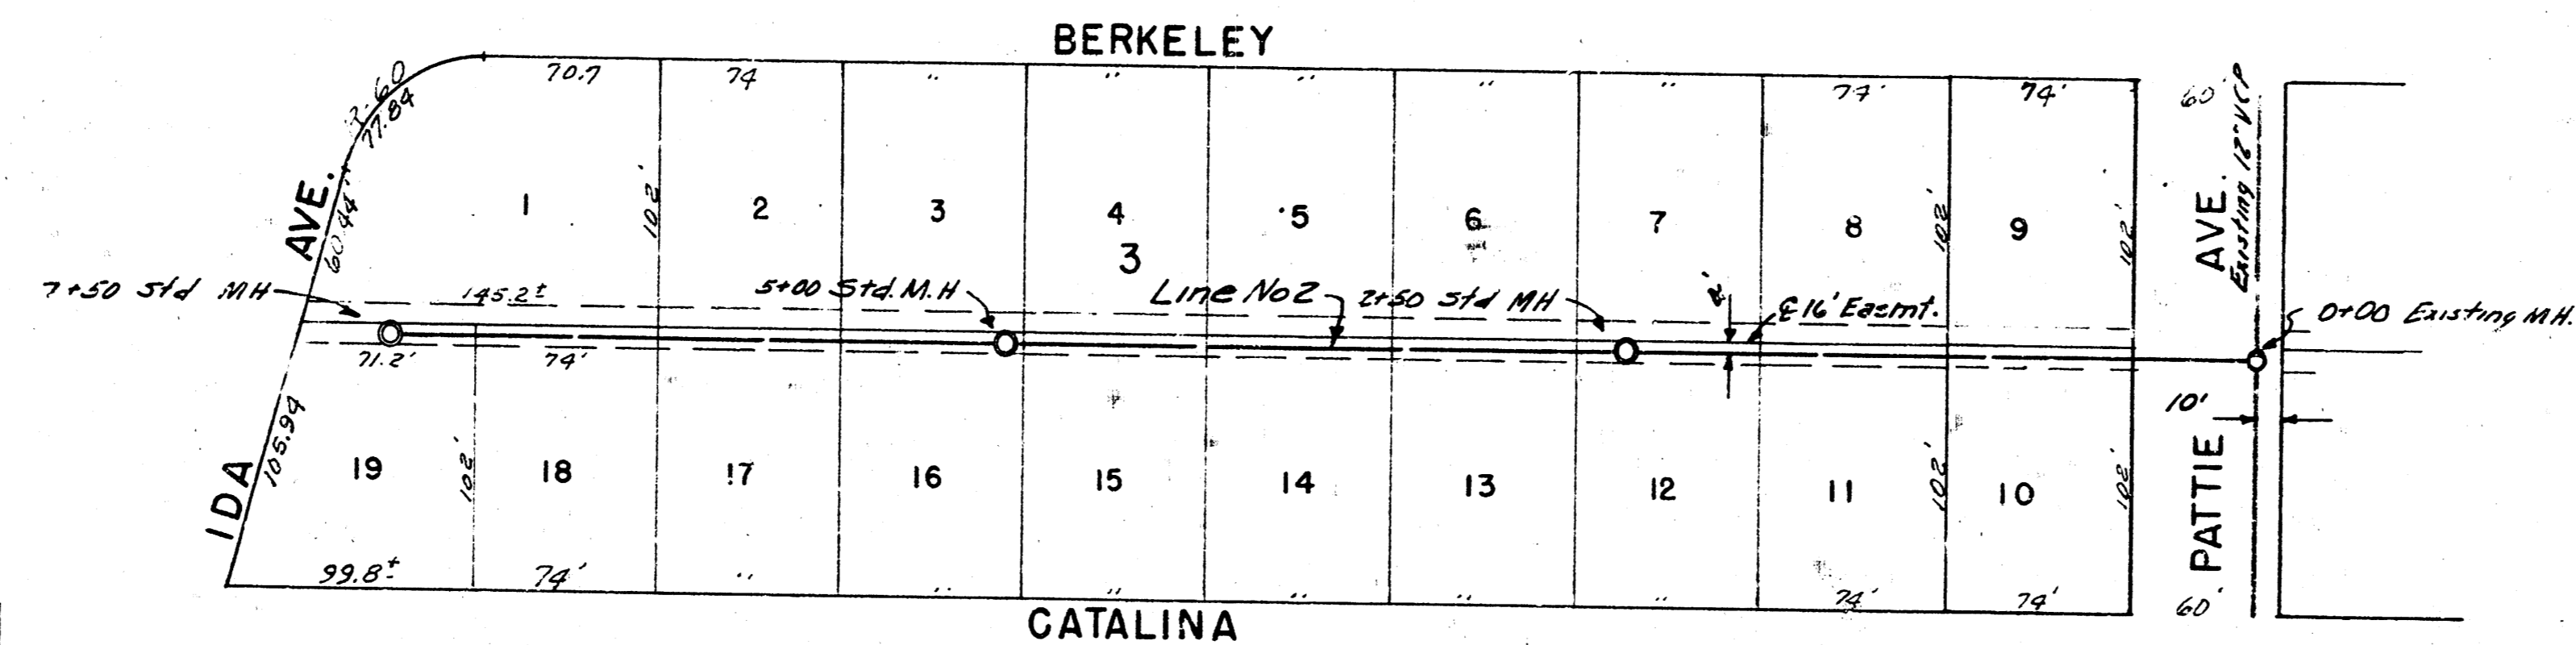 BERKELEY
70.7 74 " " " " " 74' 74' 60'
R-60
77.84
Existing 12" VCP
AVE.
60.44
102'
1 2 3 4 5 6 7 8 9
102' 102'
AVE.
3
7+50 Std MH
145.2±
5+00 Std. M.H
Line No 2
2+50 Std MH
℄ 16' Easmt.
0+00 Existing MH.
71.2' 74'
10'
105.94
IDA
19 18 17 16 15 14 13 12 11 10
102' 102' 102'
PATTIE
99.8± 74' " " " " " " 74' 74' 60'
CATALINA